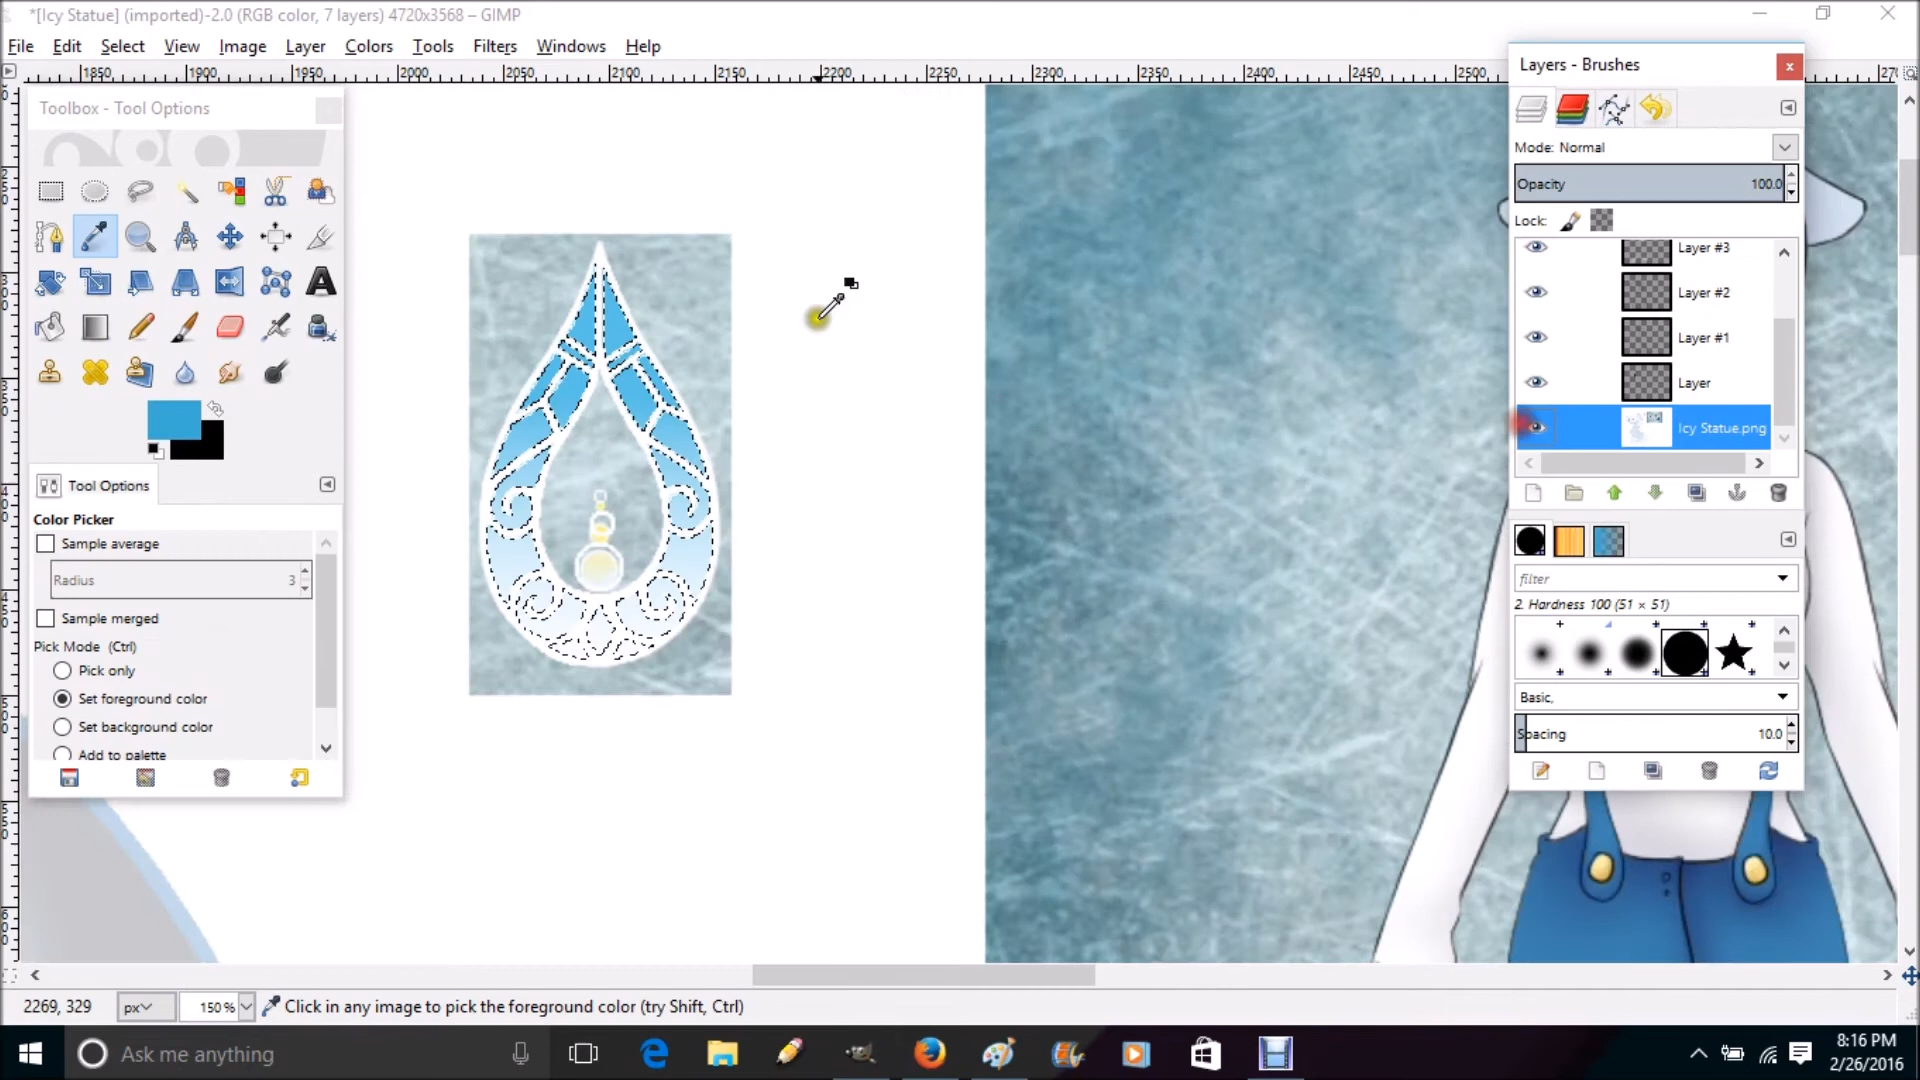 *[Icy Statue] (imported)-2.0 (RGB color, 7 layers) 4720x3568 – GIMP
File Edit Select View Image Layer Colors Tools Filters Windows Help
1850 1900 1950 2000 2050 2100 2150 2200 2250 2300 2350 2400 2450 2500
Toolbox - Tool Options
Tool Options
Color Picker
Sample average
Radius 3
Sample merged
Pick Mode (Ctrl)
Pick only
Set foreground color
Set background color
Add to palette
Layers - Brushes
Mode: Normal
Opacity 100.0
Lock:
Layer #3
Layer #2
Layer #1
Layer
Icy Statue.png
filter
2. Hardness 100 (51 × 51)
Basic,
Spacing 10.0
2269, 329 px 150 % Click in any image to pick the foreground color (try Shift, Ctrl)
Ask me anything
8:16 PM
2/26/2016